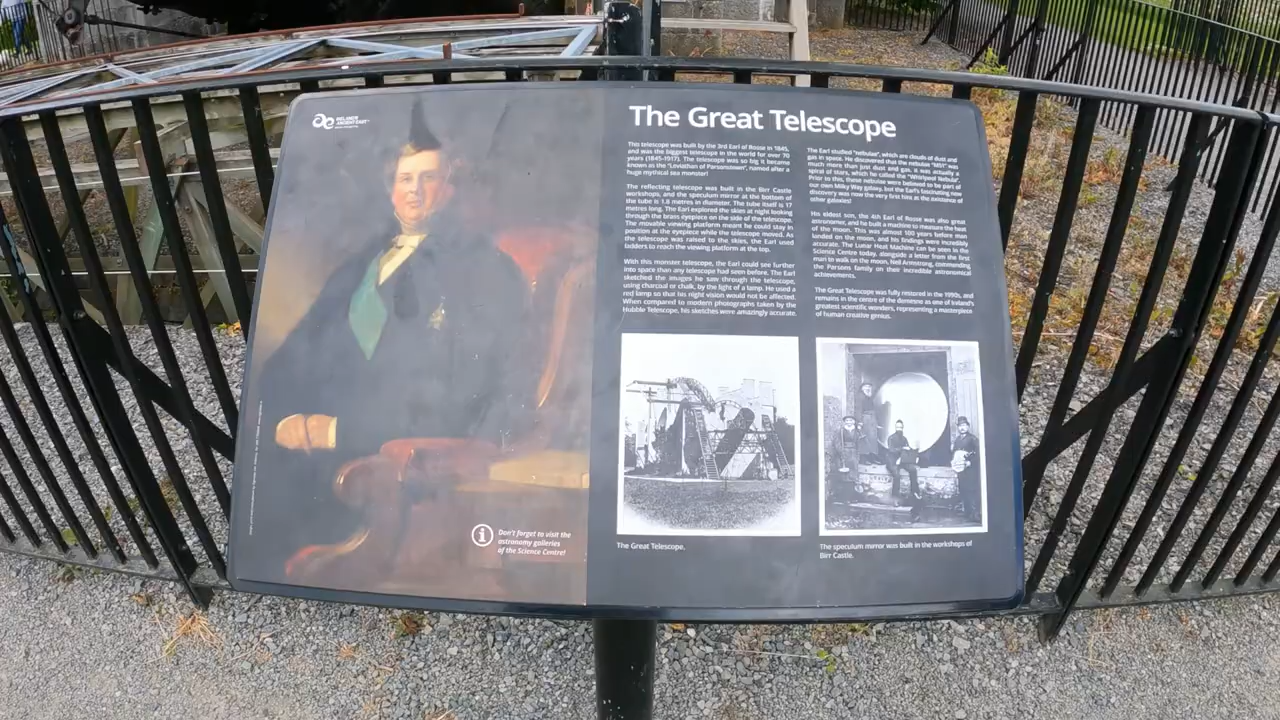 IRELAND'S
ANCIENT EAST
The Great Telescope
This telescope was built by the 3rd Earl of Rosse in 1845,
and was the biggest telescope in the world for over 70
years (1845-1917). The telescope was so big it became
known as the "Leviathan of Parsonstown", named after a
huge mythical sea monster!
The reflecting telescope was built in the Birr Castle
workshops, and the speculum mirror at the bottom of
the tube is 1.8 metres in diameter. The tube itself is 17
metres long. The Earl explored the skies at night looking
through the brass eyepiece on the side of the telescope.
The movable viewing platform meant he could stay in
position at the eyepiece while the telescope moved. As
the telescope was raised to the skies, the Earl used
ladders to reach the viewing platform at the top.
With this monster telescope, the Earl could see further
into space than any telescope had seen before. The Earl
sketched the images he saw through the telescope,
using charcoal or chalk, by the light of a lamp. He used a
red lamp so that his night vision would not be affected.
When compared to modern photographs taken by the
Hubble Telescope, his sketches were amazingly accurate.
The Earl studied "nebulae", which are clouds of dust and
gas in space. He discovered that the nebula "M51" was
much more than just dust and gas, it was actually a
spiral of stars, which he called the "Whirlpool Nebula".
Prior to this, these nebulae were believed to be part of
our own Milky Way galaxy, but the Earl's fascinating new
discovery was now the very first hint as the existence of
other galaxies!
His eldest son, the 4th Earl of Rosse was also great
astronomer, and he built a machine to measure the heat
of the moon. This was almost 100 years before man
landed on the moon, and his findings were incredibly
accurate. The Lunar Heat Machine can be seen in the
Science Centre today, alongside a letter from the first
man to walk on the moon, Neil Armstrong, commending
the Parsons family on their incredible astronomical
achievements.
The Great Telescope was fully restored in the 1990s, and
remains in the centre of the demesne as one of Ireland's
greatest scientific wonders, representing a masterpiece
of human creative genius.
i
Don't forget to visit the
astronomy galleries
of the Science Centre!
The Great Telescope.
The speculum mirror was built in the workshops of
Birr Castle.